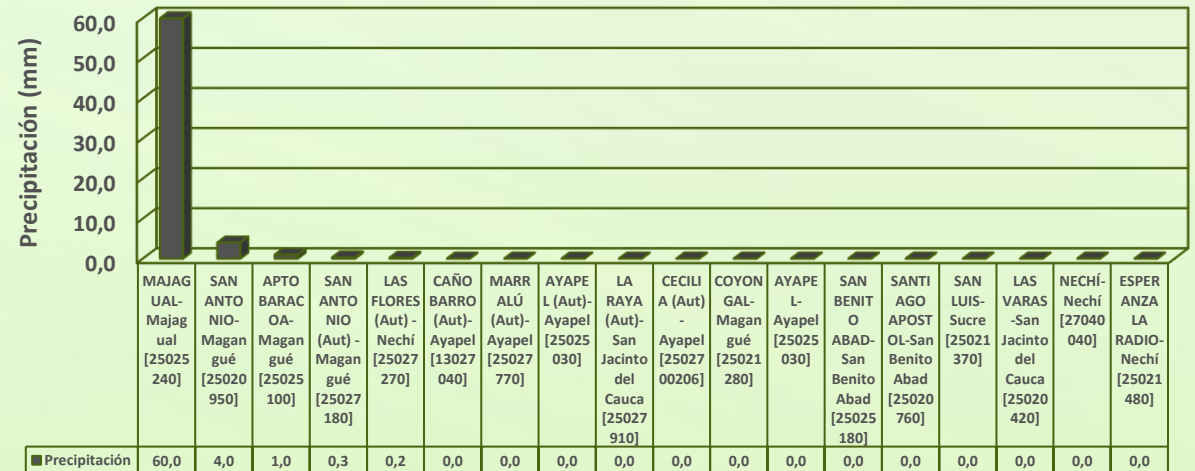 Precipitación (mm)
60,0
50,0
40,0
30,0
20,0
10,0
0,0
MAJAG
UAL-
Majag
ual
[25025
240]
SAN
ANTO
NIO-
Magan
gué
[25020
950]
APTO
BARAC
OA-
Magan
gué
[25025
100]
SAN
ANTO
NIO
(Aut) -
Magan
gué
[25027
180]
LAS
FLORES
(Aut) -
Nechí
[25027
270]
CAÑO
BARRO
(Aut)-
Ayapel
[13027
040]
MARR
ALÚ
(Aut)-
Ayapel
[25027
770]
AYAPE
L (Aut)-
Ayapel
[25025
030]
LA
RAYA
(Aut)-
San
Jacinto
del
Cauca
[25027
910]
CECILI
A (Aut)
-
Ayapel
[25027
00206]
COYON
GAL-
Magan
gué
[25021
280]
AYAPE
L-
Ayapel
[25025
030]
SAN
BENIT
O
ABAD-
San
Benito
Abad
[25025
180]
SANTI
AGO
APOST
OL-San
Benito
Abad
[25020
760]
SAN
LUIS-
Sucre
[25021
370]
LAS
VARAS
-San
Jacinto
del
Cauca
[25020
420]
NECHÍ-
Nechí
[27040
040]
ESPER
ANZA
LA
RADIO-
Nechí
[25021
480]
Precipitación 60,0 4,0 1,0 0,3 0,2 0,0 0,0 0,0 0,0 0,0 0,0 0,0 0,0 0,0 0,0 0,0 0,0 0,0